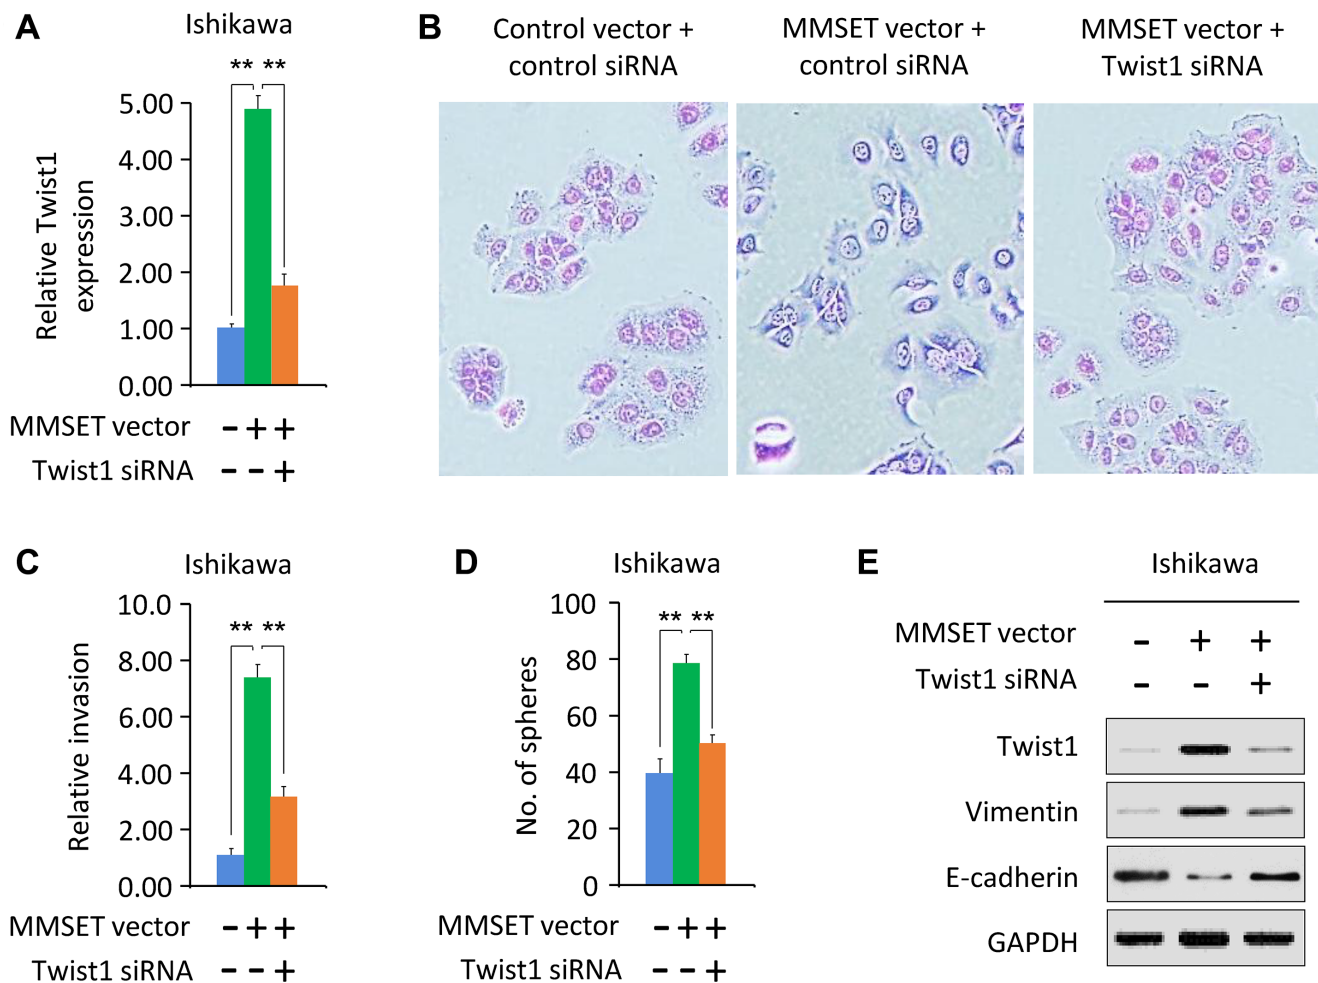 A
Ishikawa
** **
Relative Twist1
expression
5.00
4.00
3.00
2.00
1.00
0.00
MMSET vector - + +
Twist1 siRNA - - +
B
Control vector +
control siRNA
MMSET vector +
control siRNA
MMSET vector +
Twist1 siRNA
C
Ishikawa
** **
Relative invasion
10.0
8.00
6.00
4.00
2.00
0.00
MMSET vector - + +
Twist1 siRNA - - +
D
Ishikawa
** **
No. of spheres
100
80
60
40
20
0
MMSET vector - + +
Twist1 siRNA - - +
E
Ishikawa
MMSET vector - + +
Twist1 siRNA - - +
Twist1
Vimentin
E-cadherin
GAPDH